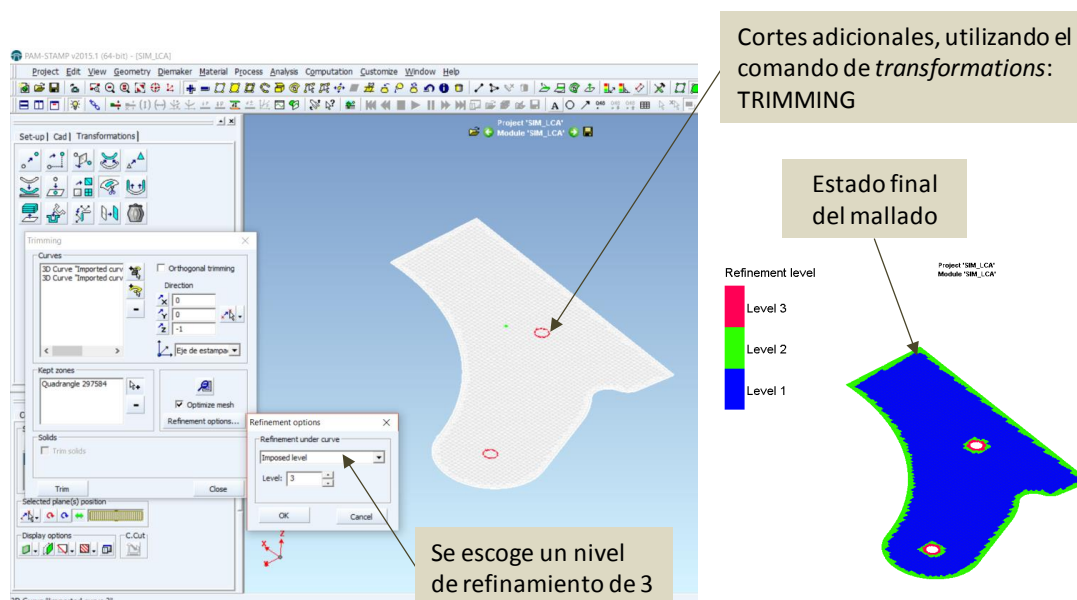 Cortes adicionales, utilizando el
comando de transformations:
TRIMMING
PAM-STAMP v2015.1 (64-bit) - [SIM_LCA]
Project Edit View Geometry Diemaker Material Process Analysis Computation Customize Window Help
Project 'SIM_LCA'
Module 'SIM_LCA'
Set-up Cad Transformations
Trimming
Curves
3D Curve "Imported curv
3D Curve "Imported curv
Orthogonal trimming
Direction
X 0
Y 0
Z -1
Eje de estampa
Kept zones
Quadrangle 297584
Optimize mesh
Refinement options...
Solids
Trim solids
Trim Close
Refinement options
Refinement under curve
Imposed level
Level: 3
OK Cancel
Selected plane(s) position
Display options
C.Cut
Z
X
Se escoge un nivel
de refinamiento de 3
Estado final
del mallado
Refinement level
Project 'SIM_LCA'
Module 'SIM_LCA'
Level 3
Level 2
Level 1